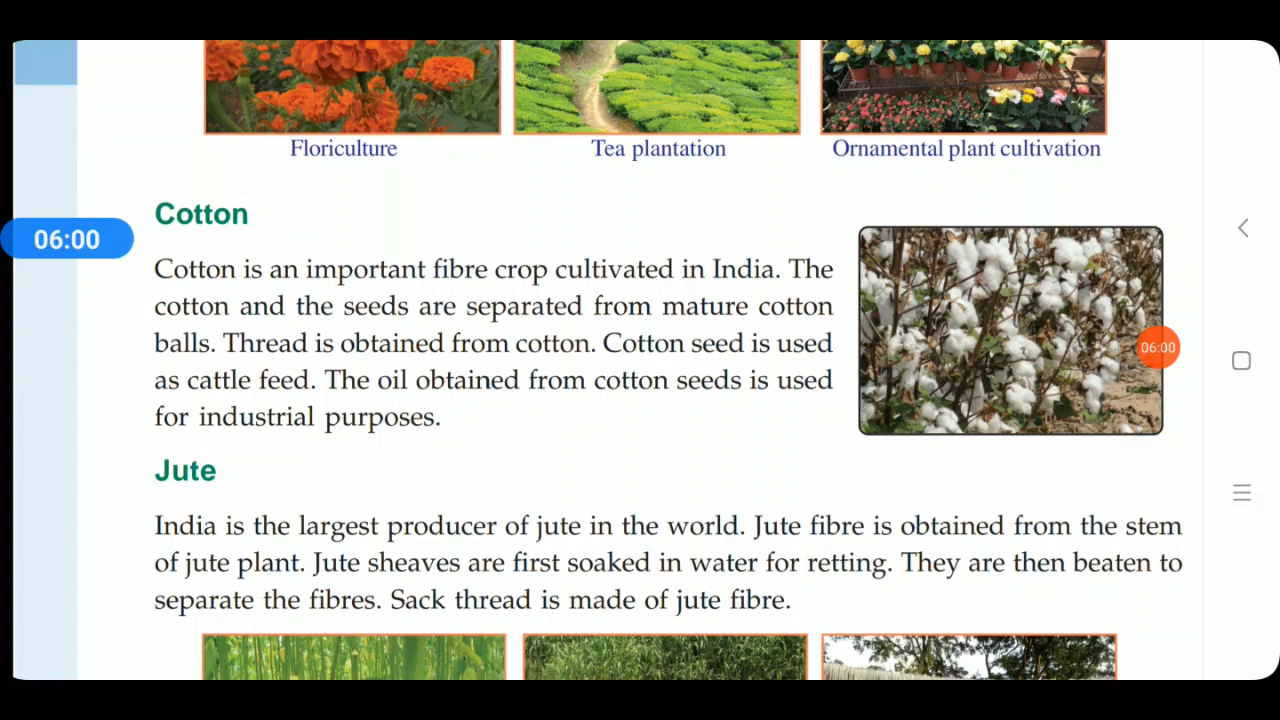 Floriculture
Tea plantation
Ornamental plant cultivation
Cotton
06:00
Cotton is an important fibre crop cultivated in India. The
cotton and the seeds are separated from mature cotton
balls. Thread is obtained from cotton. Cotton seed is used
06:00
as cattle feed. The oil obtained from cotton seeds is used
for industrial purposes.
Jute
India is the largest producer of jute in the world. Jute fibre is obtained from the stem
of jute plant. Jute sheaves are first soaked in water for retting. They are then beaten to
separate the fibres. Sack thread is made of jute fibre.